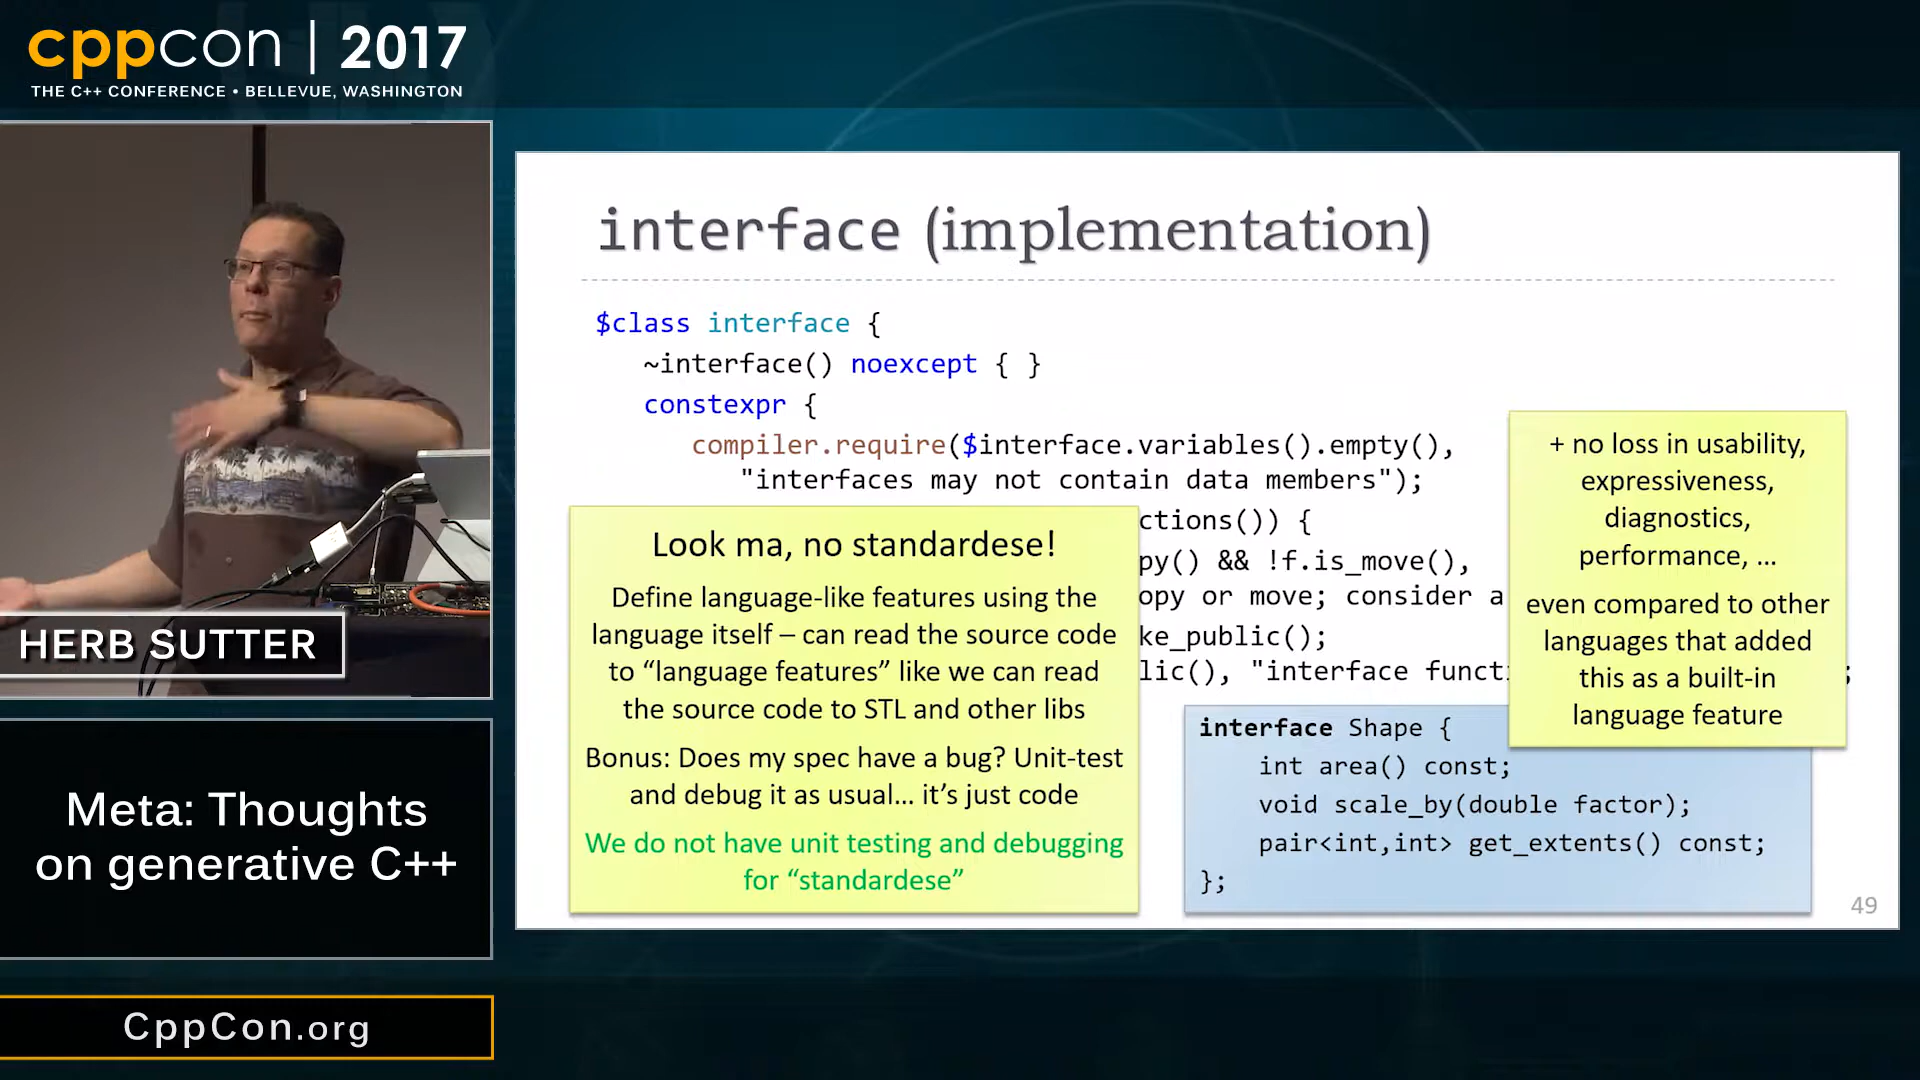 cppcon | 2017
THE C++ CONFERENCE • BELLEVUE, WASHINGTON
HERB SUTTER
Meta: Thoughts
on generative C++
CppCon.org
interface (implementation)
$class interface {
~interface() noexcept { }
constexpr {
compiler.require($interface.variables().empty(),
"interfaces may not contain data members");
ctions()) {
py() && !f.is_move(),
opy or move; consider a
ke_public();
lic(), "interface funct
;
Look ma, no standardese!
Define language-like features using the
language itself – can read the source code
to “language features” like we can read
the source code to STL and other libs
Bonus: Does my spec have a bug? Unit-test
and debug it as usual… it’s just code
We do not have unit testing and debugging
for “standardese”
+ no loss in usability,
expressiveness,
diagnostics,
performance, …
even compared to other
languages that added
this as a built-in
language feature
interface Shape {
int area() const;
void scale_by(double factor);
pair<int,int> get_extents() const;
};
49